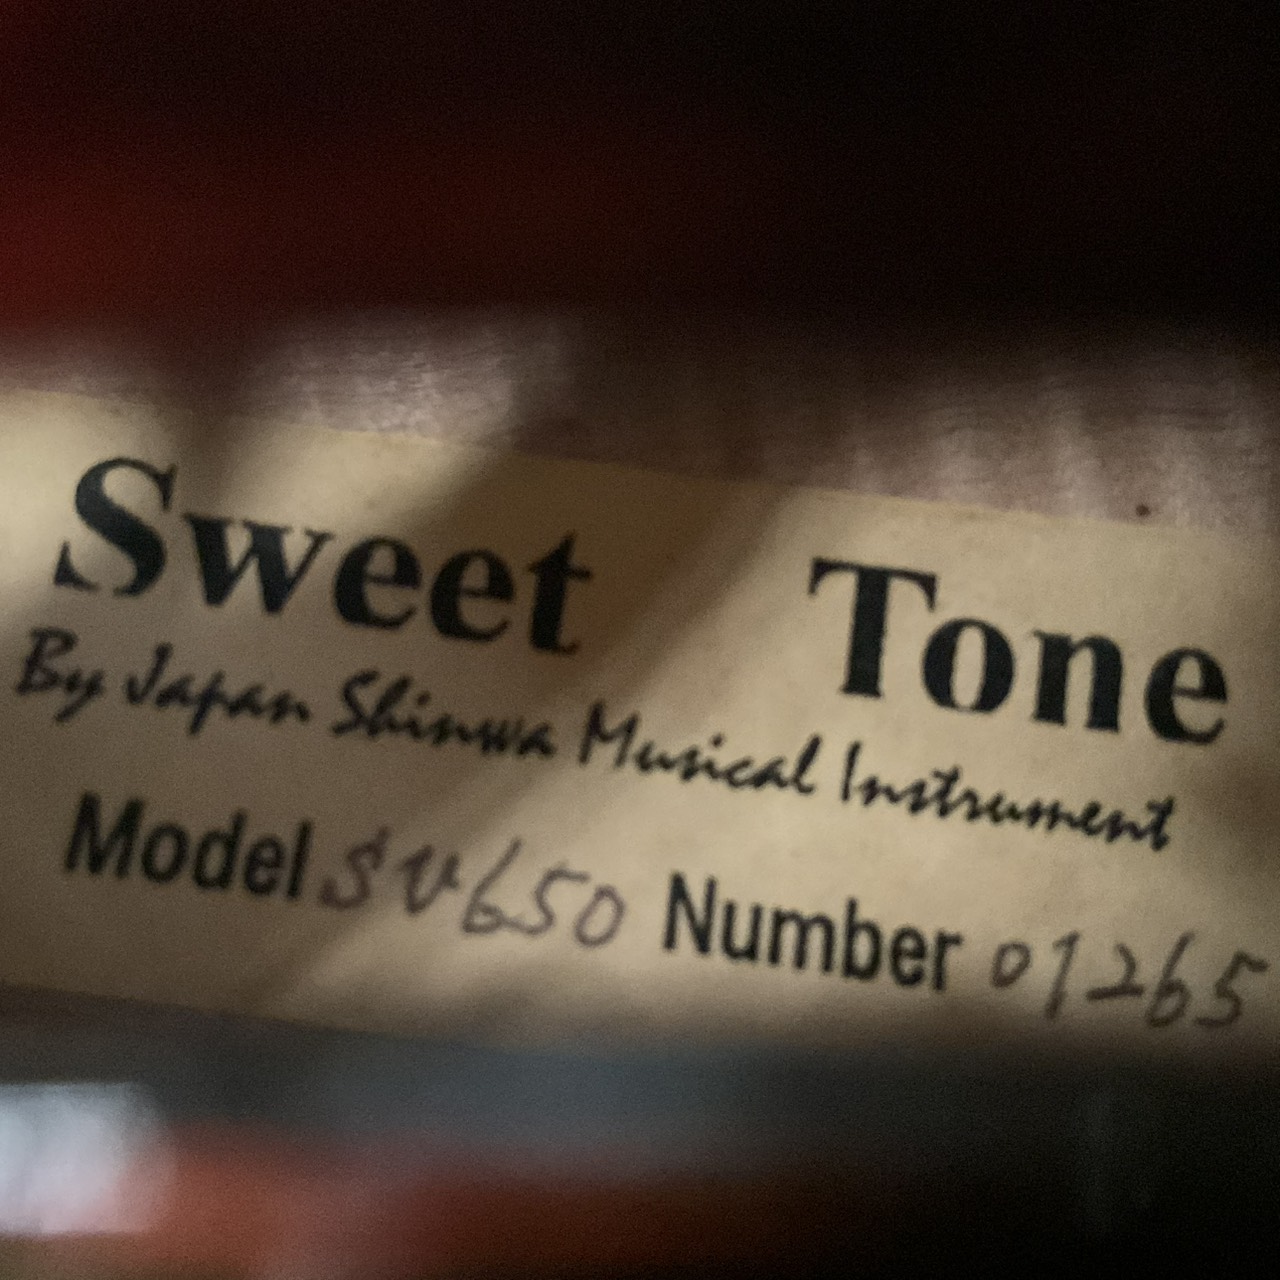 Sweet Tone
By Japan Shinwa Musical Instrument
Model SV650 Number 01265